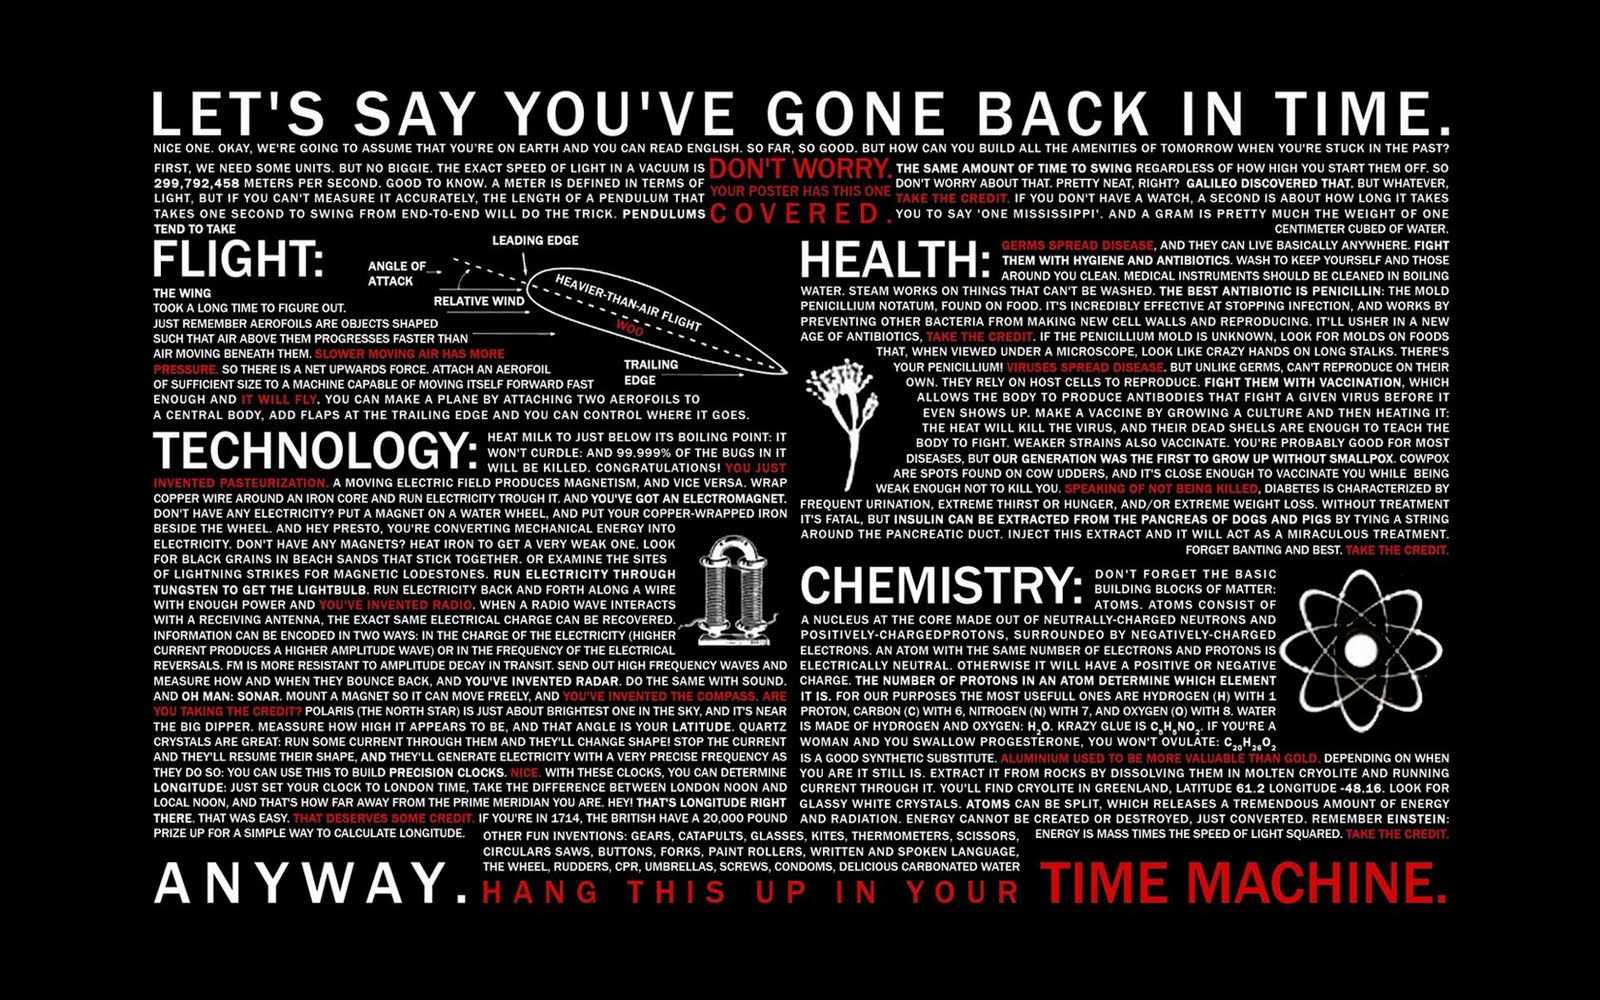 LET'S SAY YOU'VE GONE BACK IN TIME.
NICE ONE. OKAY, WE'RE GOING TO ASSUME THAT YOU'RE ON EARTH AND YOU CAN READ ENGLISH. SO FAR, SO GOOD. BUT HOW CAN YOU BUILD ALL THE AMENITIES OF TOMORROW WHEN YOU'RE STUCK IN THE PAST?
FIRST, WE NEED SOME UNITS. BUT NO BIGGIE. THE EXACT SPEED OF LIGHT IN A VACUUM IS
299,792,458 METERS PER SECOND. GOOD TO KNOW. A METER IS DEFINED IN TERMS OF
LIGHT, BUT IF YOU CAN'T MEASURE IT ACCURATELY, THE LENGTH OF A PENDULUM THAT
TAKES ONE SECOND TO SWING FROM END-TO-END WILL DO THE TRICK. PENDULUMS
TEND TO TAKE
DON'T WORRY.
YOUR POSTER HAS THIS ONE
COVERED.
THE SAME AMOUNT OF TIME TO SWING REGARDLESS OF HOW HIGH YOU START THEM OFF. SO
DON'T WORRY ABOUT THAT. PRETTY NEAT, RIGHT? GALILEO DISCOVERED THAT. BUT WHATEVER,
TAKE THE CREDIT. IF YOU DON'T HAVE A WATCH, A SECOND IS ABOUT HOW LONG IT TAKES
YOU TO SAY 'ONE MISSISSIPPI'. AND A GRAM IS PRETTY MUCH THE WEIGHT OF ONE
CENTIMETER CUBED OF WATER.
FLIGHT:
LEADING EDGE
ANGLE OF
ATTACK
RELATIVE WIND
HEAVIER-THAN-AIR FLIGHT
WOO
TRAILING
EDGE
THE WING
TOOK A LONG TIME TO FIGURE OUT.
JUST REMEMBER AEROFOILS ARE OBJECTS SHAPED
SUCH THAT AIR ABOVE THEM PROGRESSES FASTER THAN
AIR MOVING BENEATH THEM. SLOWER MOVING AIR HAS MORE
PRESSURE. SO THERE IS A NET UPWARDS FORCE. ATTACH AN AEROFOIL
OF SUFFICIENT SIZE TO A MACHINE CAPABLE OF MOVING ITSELF FORWARD FAST
ENOUGH AND IT WILL FLY. YOU CAN MAKE A PLANE BY ATTACHING TWO AEROFOILS TO
A CENTRAL BODY, ADD FLAPS AT THE TRAILING EDGE AND YOU CAN CONTROL WHERE IT GOES.
TECHNOLOGY:
HEAT MILK TO JUST BELOW ITS BOILING POINT: IT
WON'T CURDLE: AND 99.999% OF THE BUGS IN IT
WILL BE KILLED. CONGRATULATIONS! YOU JUST
INVENTED PASTEURIZATION. A MOVING ELECTRIC FIELD PRODUCES MAGNETISM, AND VICE VERSA. WRAP
COPPER WIRE AROUND AN IRON CORE AND RUN ELECTRICITY TROUGH IT. AND YOU'VE GOT AN ELECTROMAGNET.
DON'T HAVE ANY ELECTRICITY? PUT A MAGNET ON A WATER WHEEL, AND PUT YOUR COPPER-WRAPPED IRON
BESIDE THE WHEEL. AND HEY PRESTO, YOU'RE CONVERTING MECHANICAL ENERGY INTO
ELECTRICITY. DON'T HAVE ANY MAGNETS? HEAT IRON TO GET A VERY WEAK ONE. LOOK
FOR BLACK GRAINS IN BEACH SANDS THAT STICK TOGETHER. OR EXAMINE THE SITES
OF LIGHTNING STRIKES FOR MAGNETIC LODESTONES. RUN ELECTRICITY THROUGH
TUNGSTEN TO GET THE LIGHTBULB. RUN ELECTRICITY BACK AND FORTH ALONG A WIRE
WITH ENOUGH POWER AND YOU'VE INVENTED RADIO. WHEN A RADIO WAVE INTERACTS
WITH A RECEIVING ANTENNA, THE EXACT SAME ELECTRICAL CHARGE CAN BE RECOVERED.
INFORMATION CAN BE ENCODED IN TWO WAYS: IN THE CHARGE OF THE ELECTRICITY (HIGHER
CURRENT PRODUCES A HIGHER AMPLITUDE WAVE) OR IN THE FREQUENCY OF THE ELECTRICAL
REVERSALS. FM IS MORE RESISTANT TO AMPLITUDE DECAY IN TRANSIT. SEND OUT HIGH FREQUENCY WAVES AND
MEASURE HOW AND WHEN THEY BOUNCE BACK, AND YOU'VE INVENTED RADAR. DO THE SAME WITH SOUND.
AND OH MAN: SONAR. MOUNT A MAGNET SO IT CAN MOVE FREELY, AND YOU'VE INVENTED THE COMPASS. ARE
YOU TAKING THE CREDIT? POLARIS (THE NORTH STAR) IS JUST ABOUT BRIGHTEST ONE IN THE SKY, AND IT'S NEAR
THE BIG DIPPER. MEASSURE HOW HIGH IT APPEARS TO BE, AND THAT ANGLE IS YOUR LATITUDE. QUARTZ
CRYSTALS ARE GREAT: RUN SOME CURRENT THROUGH THEM AND THEY'LL CHANGE SHAPE! STOP THE CURRENT
AND THEY'LL RESUME THEIR SHAPE, AND THEY'LL GENERATE ELECTRICITY WITH A VERY PRECISE FREQUENCY AS
THEY DO SO: YOU CAN USE THIS TO BUILD PRECISION CLOCKS. NICE. WITH THESE CLOCKS, YOU CAN DETERMINE
LONGITUDE: JUST SET YOUR CLOCK TO LONDON TIME, TAKE THE DIFFERENCE BETWEEN LONDON NOON AND
LOCAL NOON, AND THAT'S HOW FAR AWAY FROM THE PRIME MERIDIAN YOU ARE. HEY! THAT'S LONGITUDE RIGHT
THERE. THAT WAS EASY. THAT DESERVES SOME CREDIT. IF YOU'RE IN 1714, THE BRITISH HAVE A 20,000 POUND
PRIZE UP FOR A SIMPLE WAY TO CALCULATE LONGITUDE.
HEALTH:
GERMS SPREAD DISEASE, AND THEY CAN LIVE BASICALLY ANYWHERE. FIGHT
THEM WITH HYGIENE AND ANTIBIOTICS. WASH TO KEEP YOURSELF AND THOSE
AROUND YOU CLEAN. MEDICAL INSTRUMENTS SHOULD BE CLEANED IN BOILING
WATER. STEAM WORKS ON THINGS THAT CAN'T BE WASHED. THE BEST ANTIBIOTIC IS PENICILLIN: THE MOLD
PENICILLIUM NOTATUM, FOUND ON FOOD. IT'S INCREDIBLY EFFECTIVE AT STOPPING INFECTION, AND WORKS BY
PREVENTING OTHER BACTERIA FROM MAKING NEW CELL WALLS AND REPRODUCING. IT'LL USHER IN A NEW
AGE OF ANTIBIOTICS, TAKE THE CREDIT. IF THE PENICILLIUM MOLD IS UNKNOWN, LOOK FOR MOLDS ON FOODS
THAT, WHEN VIEWED UNDER A MICROSCOPE, LOOK LIKE CRAZY HANDS ON LONG STALKS. THERE'S
YOUR PENICILLIUM! VIRUSES SPREAD DISEASE. BUT UNLIKE GERMS, CAN'T REPRODUCE ON THEIR
OWN. THEY RELY ON HOST CELLS TO REPRODUCE. FIGHT THEM WITH VACCINATION, WHICH
ALLOWS THE BODY TO PRODUCE ANTIBODIES THAT FIGHT A GIVEN VIRUS BEFORE IT
EVEN SHOWS UP. MAKE A VACCINE BY GROWING A CULTURE AND THEN HEATING IT:
THE HEAT WILL KILL THE VIRUS, AND THEIR DEAD SHELLS ARE ENOUGH TO TEACH THE
BODY TO FIGHT. WEAKER STRAINS ALSO VACCINATE. YOU'RE PROBABLY GOOD FOR MOST
DISEASES, BUT OUR GENERATION WAS THE FIRST TO GROW UP WITHOUT SMALLPOX. COWPOX
ARE SPOTS FOUND ON COW UDDERS, AND IT'S CLOSE ENOUGH TO VACCINATE YOU WHILE BEING
WEAK ENOUGH NOT TO KILL YOU. SPEAKING OF NOT BEING KILLED, DIABETES IS CHARACTERIZED BY
FREQUENT URINATION, EXTREME THIRST OR HUNGER, AND/OR EXTREME WEIGHT LOSS. WITHOUT TREATMENT
IT'S FATAL, BUT INSULIN CAN BE EXTRACTED FROM THE PANCREAS OF DOGS AND PIGS BY TYING A STRING
AROUND THE PANCREATIC DUCT. INJECT THIS EXTRACT AND IT WILL ACT AS A MIRACULOUS TREATMENT.
FORGET BANTING AND BEST. TAKE THE CREDIT.
CHEMISTRY:
DON'T FORGET THE BASIC
BUILDING BLOCKS OF MATTER:
ATOMS. ATOMS CONSIST OF
A NUCLEUS AT THE CORE MADE OUT OF NEUTRALLY-CHARGED NEUTRONS AND
POSITIVELY-CHARGEDPROTONS, SURROUNDED BY NEGATIVELY-CHARGED
ELECTRONS. AN ATOM WITH THE SAME NUMBER OF ELECTRONS AND PROTONS IS
ELECTRICALLY NEUTRAL. OTHERWISE IT WILL HAVE A POSITIVE OR NEGATIVE
CHARGE. THE NUMBER OF PROTONS IN AN ATOM DETERMINE WHICH ELEMENT
IT IS. FOR OUR PURPOSES THE MOST USEFULL ONES ARE HYDROGEN (H) WITH 1
PROTON, CARBON (C) WITH 6, NITROGEN (N) WITH 7, AND OXYGEN (O) WITH 8. WATER
IS MADE OF HYDROGEN AND OXYGEN: H2O. KRAZY GLUE IS C5H5NO2. IF YOU'RE A
WOMAN AND YOU SWALLOW PROGESTERONE, YOU WON'T OVULATE: C20H26O2
IS A GOOD SYNTHETIC SUBSTITUTE. ALUMINIUM USED TO BE MORE VALUABLE THAN GOLD. DEPENDING ON WHEN
YOU ARE IT STILL IS. EXTRACT IT FROM ROCKS BY DISSOLVING THEM IN MOLTEN CRYOLITE AND RUNNING
CURRENT THROUGH IT. YOU'LL FIND CRYOLITE IN GREENLAND, LATITUDE 61.2 LONGITUDE -48.16. LOOK FOR
GLASSY WHITE CRYSTALS. ATOMS CAN BE SPLIT, WHICH RELEASES A TREMENDOUS AMOUNT OF ENERGY
AND RADIATION. ENERGY CANNOT BE CREATED OR DESTROYED, JUST CONVERTED. REMEMBER EINSTEIN:
ENERGY IS MASS TIMES THE SPEED OF LIGHT SQUARED. TAKE THE CREDIT.
ANYWAY.
OTHER FUN INVENTIONS: GEARS, CATAPULTS, GLASSES, KITES, THERMOMETERS, SCISSORS,
CIRCULARS SAWS, BUTTONS, FORKS, PAINT ROLLERS, WRITTEN AND SPOKEN LANGUAGE,
THE WHEEL, RUDDERS, CPR, UMBRELLAS, SCREWS, CONDOMS, DELICIOUS CARBONATED WATER
HANG THIS UP IN YOUR
TIME MACHINE.